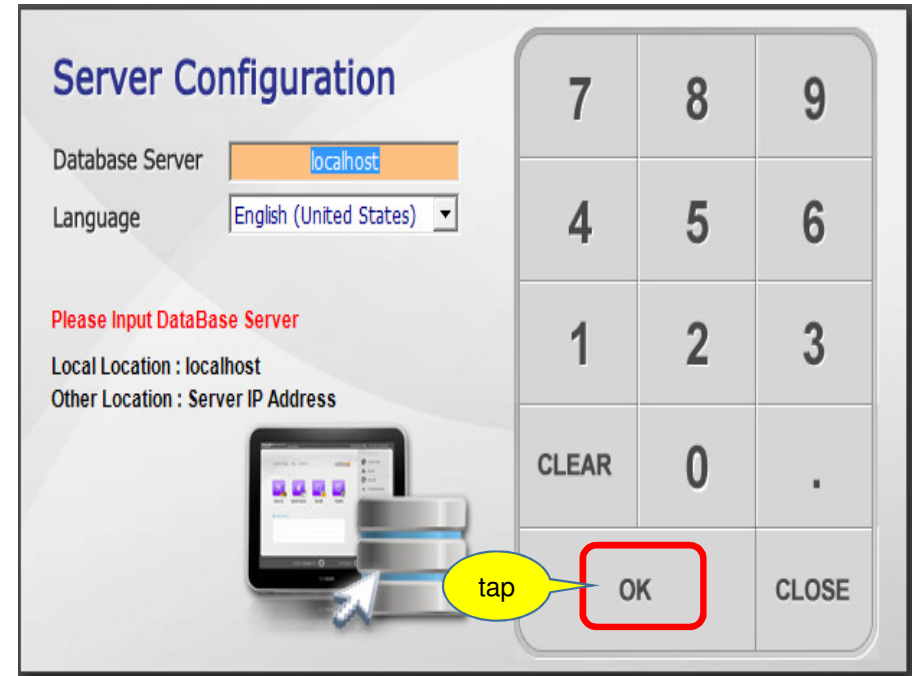 Server Configuration
Database Server localhost
Language English (United States)
Please Input DataBase Server
Local Location : localhost
Other Location : Server IP Address
7 8 9
4 5 6
1 2 3
CLEAR 0 .
tap
OK CLOSE